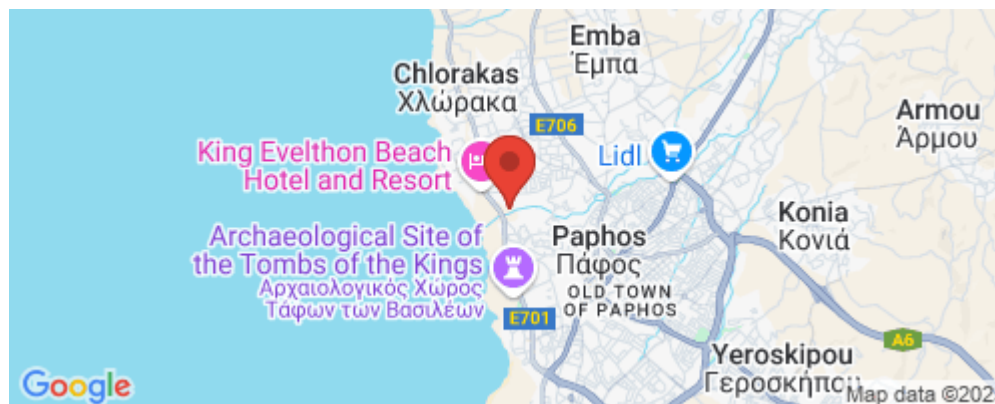 Emba
Έμπα
Chlorakas
Χλώρακα
Armou
Άρμου
E706
King Evelthon Beach
Hotel and Resort
Lidl
Konia
Κονιά
Archaeological Site of
the Tombs of the Kings
Αρχαιολογικός Χώρος
Τάφων των Βασιλέων
Paphos
Πάφος
OLD TOWN
OF PAPHOS
E701
A6
Yeroskipou
Γεροσκήπου
Google
Map data ©202